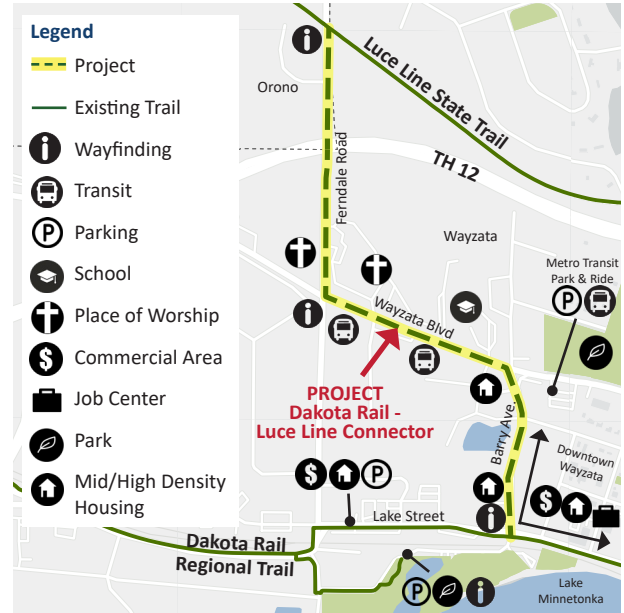 Legend
Project
Existing Trail
Wayfinding
Transit
P
Parking
School
Place of Worship
$
Commercial Area
Job Center
Park
Mid/High Density
Housing
Orono
Luce Line State Trail
TH 12
Ferndale Road
Wayzata
Metro Transit
Park & Ride
P
Wayzata Blvd
PROJECT
Dakota Rail -
Luce Line Connector
Barry Ave.
Downtown
Wayzata
$
P
$
Lake Street
Dakota Rail
Regional Trail
P
Lake
Minnetonka